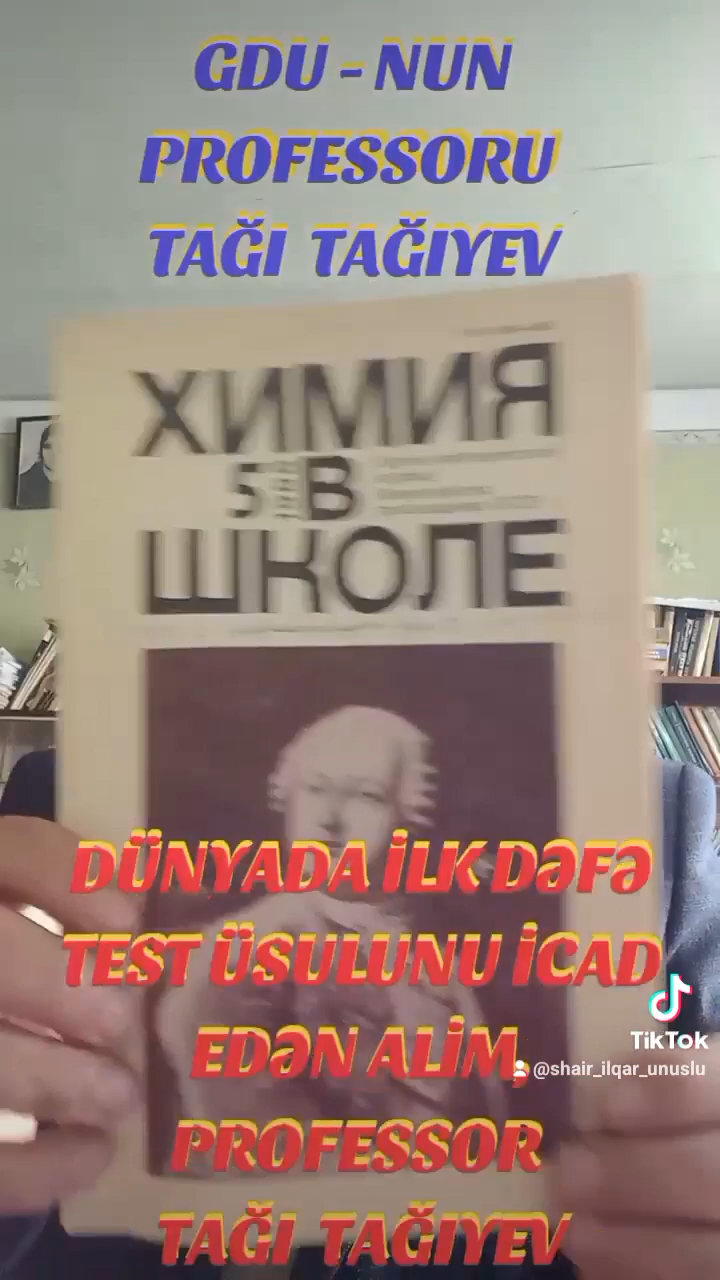 GDU - NUN
PROFESSORU
TAĞI TAĞIYEV
ХИМИЯ
5 В
ШКОЛЕ
DÜNYADA İLK DƏFƏ
TEST ÜSULUNU İCAD
EDƏN ALİM,
PROFESSOR
TAĞI TAĞIYEV
TikTok
@shair_ilqar_unuslu